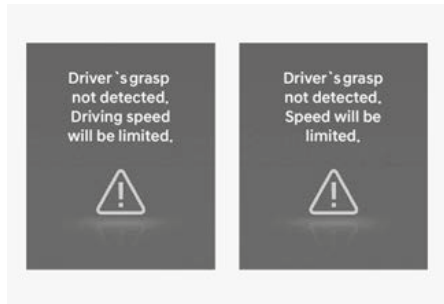 Driver`s grasp
not detected.
Driving speed
will be limited.
Driver`s grasp
not detected.
Speed will be
limited.